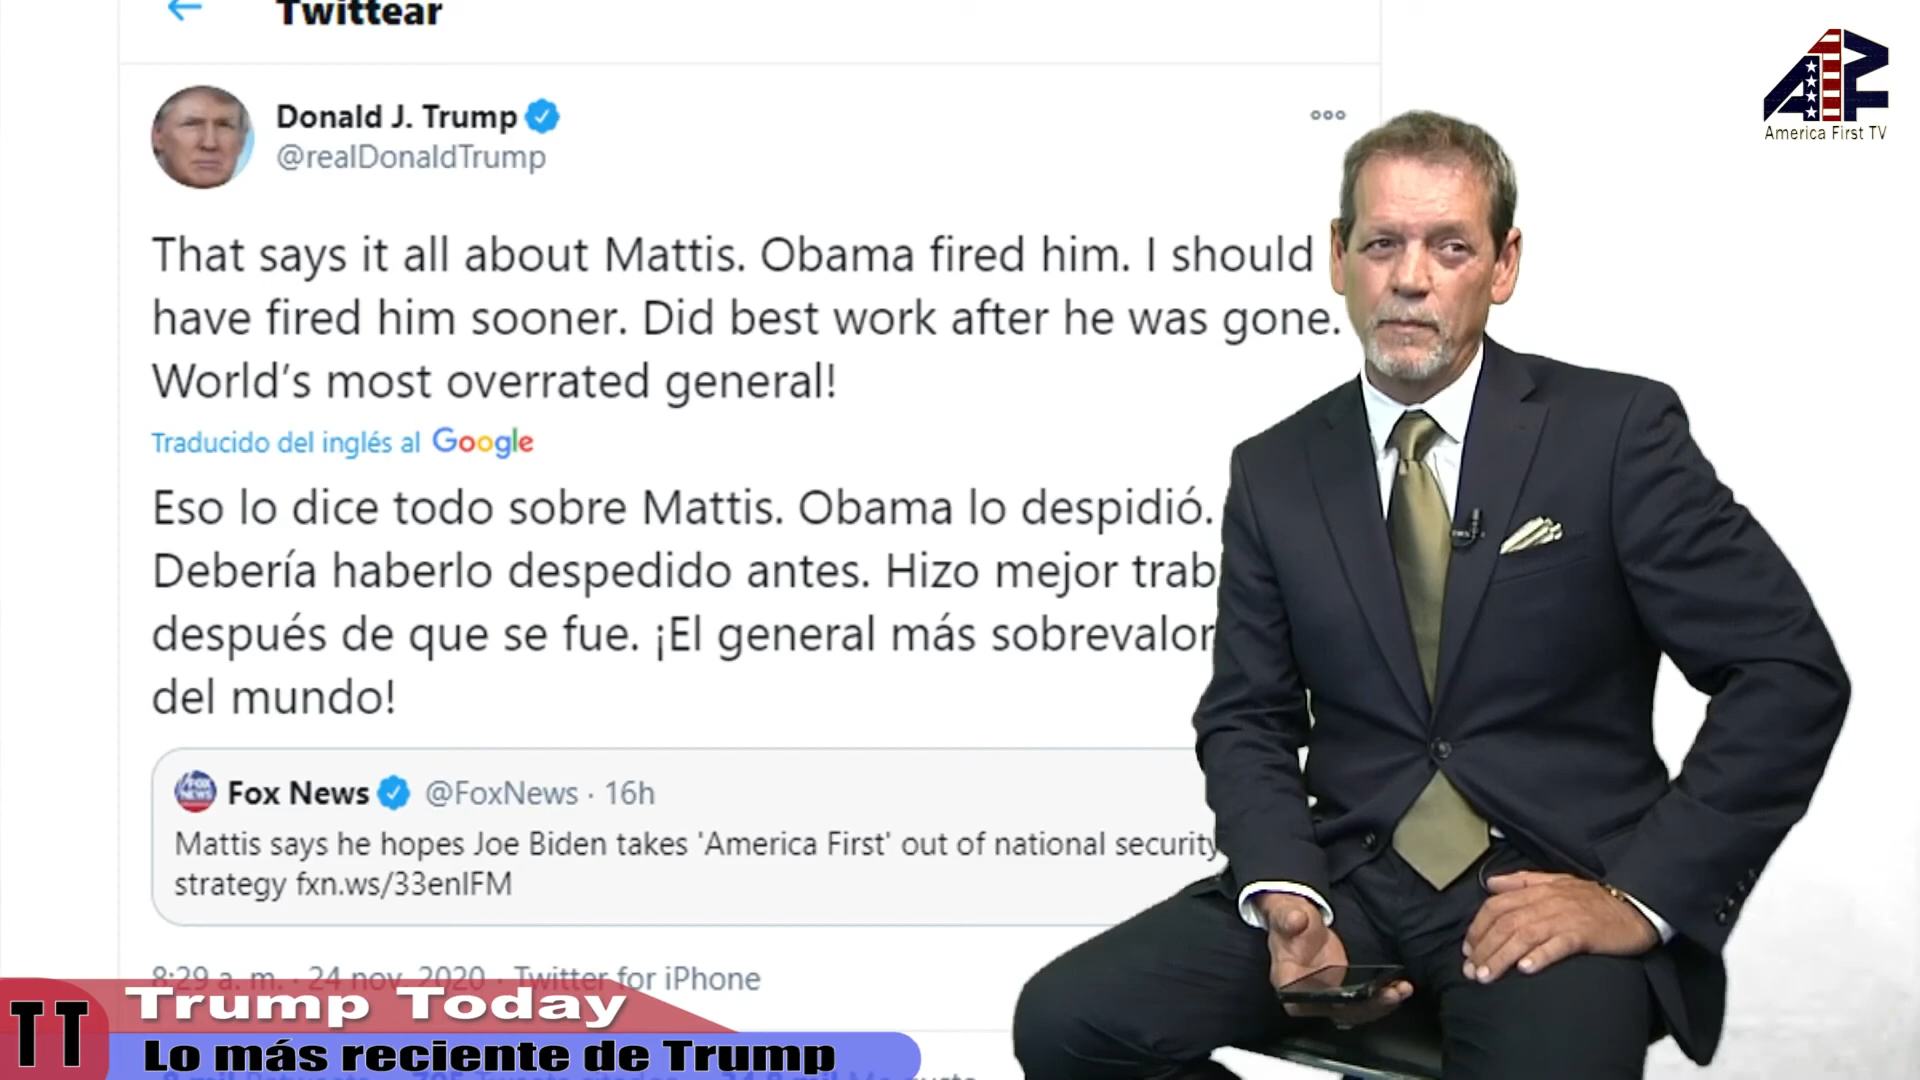 Twittear
Donald J. Trump
@realDonaldTrump
That says it all about Mattis. Obama fired him. I should
have fired him sooner. Did best work after he was gone.
World's most overrated general!
Traducido del inglés al Google
Eso lo dice todo sobre Mattis. Obama lo despidió.
Debería haberlo despedido antes. Hizo mejor trab
después de que se fue. ¡El general más sobrevalor
del mundo!
FOX NEWS
Fox News @FoxNews · 16h
Mattis says he hopes Joe Biden takes 'America First' out of national security
strategy fxn.ws/33enIFM
8:29 a. m. · 24 nov. 2020 · Twitter for iPhone
TT
Trump Today
Lo más reciente de Trump
America First TV